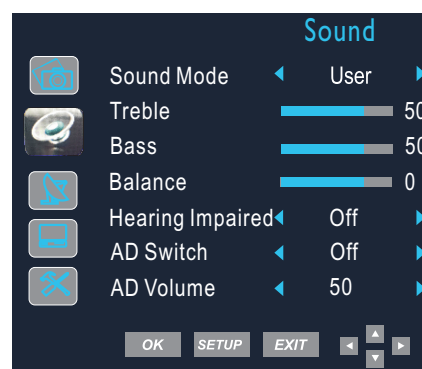 Sound
Sound Mode User
Treble 50
Bass 50
Balance 0
Hearing Impaired Off
AD Switch Off
AD Volume 50
OK SETUP EXIT